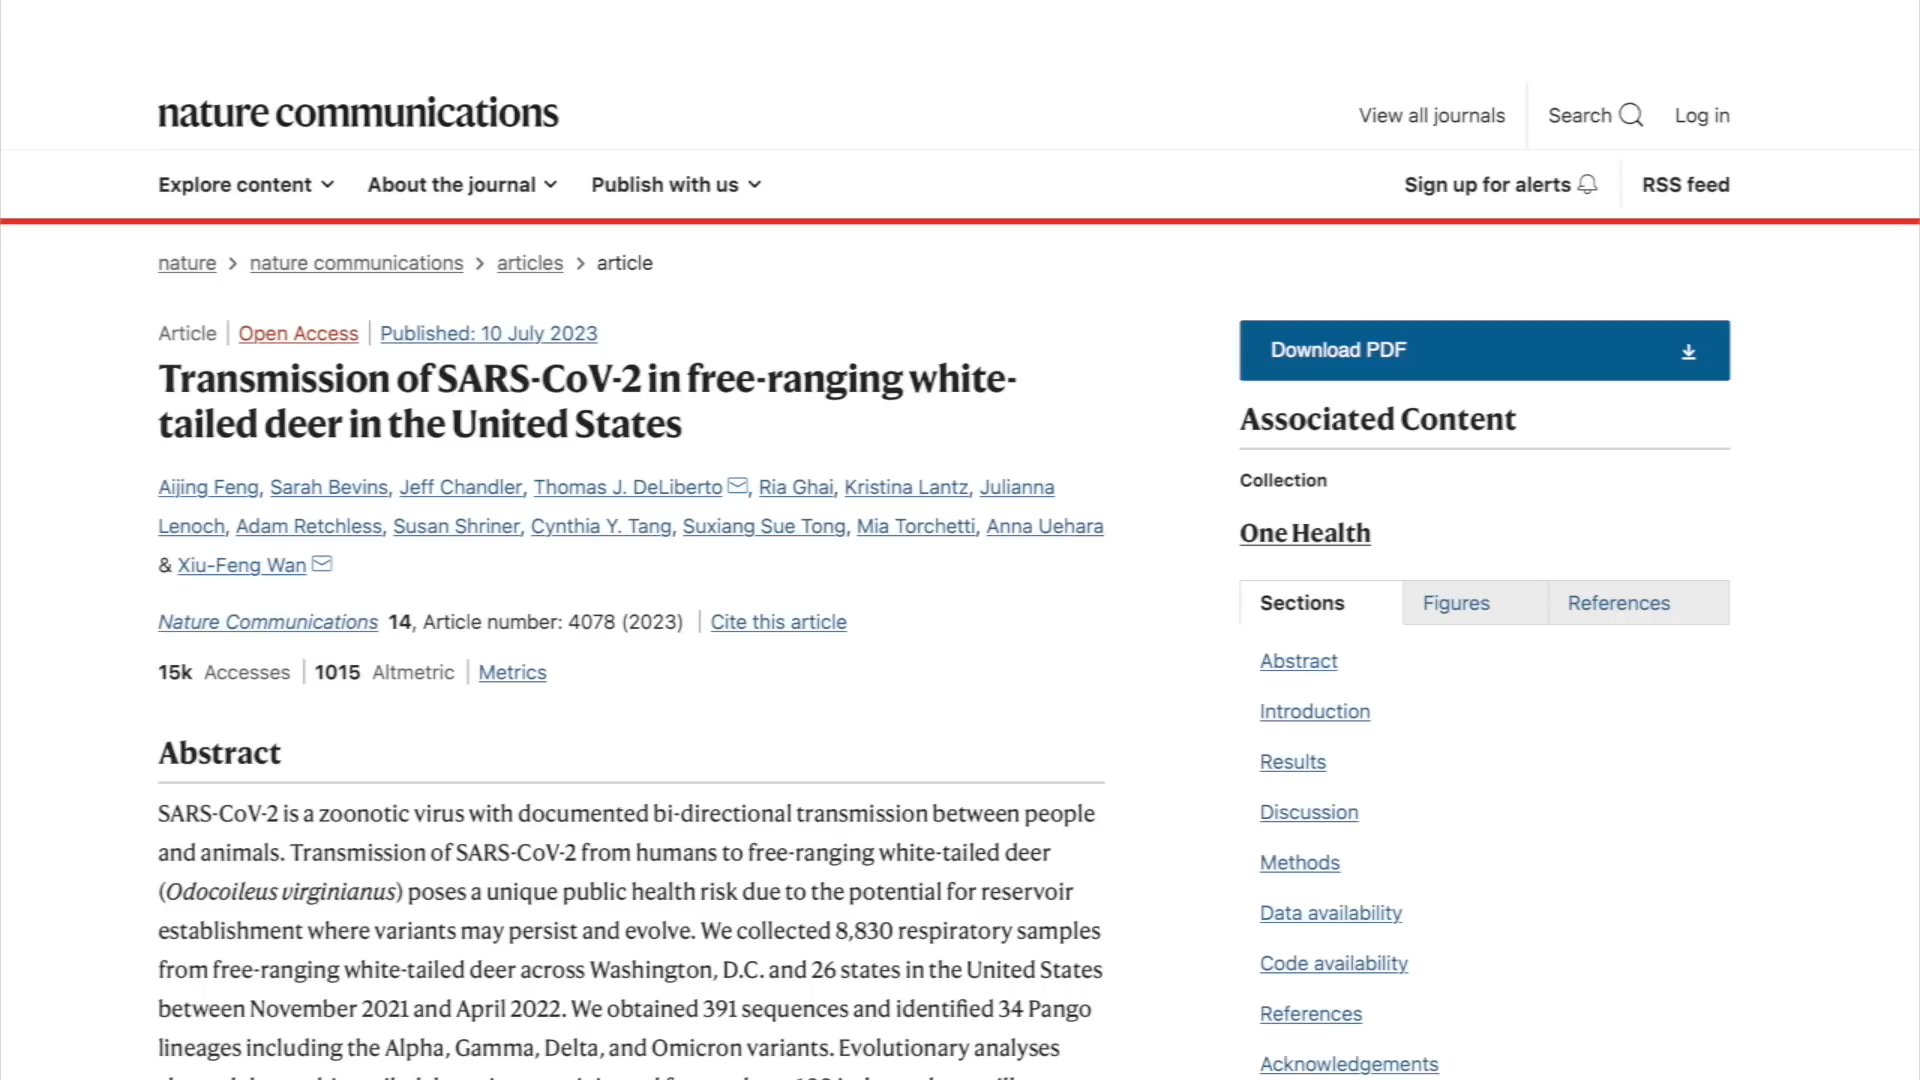 nature communications
View all journals
Search
Log in
Explore content
About the journal
Publish with us
Sign up for alerts
RSS feed
nature > nature communications > articles > article
Article | Open Access | Published: 10 July 2023
Transmission of SARS-CoV-2 in free-ranging white-
tailed deer in the United States
Aijing Feng, Sarah Bevins, Jeff Chandler, Thomas J. DeLiberto, Ria Ghai, Kristina Lantz, Julianna
Lenoch, Adam Retchless, Susan Shriner, Cynthia Y. Tang, Suxiang Sue Tong, Mia Torchetti, Anna Uehara
& Xiu-Feng Wan
Nature Communications 14, Article number: 4078 (2023) | Cite this article
15k Accesses | 1015 Altmetric | Metrics
Abstract
SARS-CoV-2 is a zoonotic virus with documented bi-directional transmission between people
and animals. Transmission of SARS-CoV-2 from humans to free-ranging white-tailed deer
(Odocoileus virginianus) poses a unique public health risk due to the potential for reservoir
establishment where variants may persist and evolve. We collected 8,830 respiratory samples
from free-ranging white-tailed deer across Washington, D.C. and 26 states in the United States
between November 2021 and April 2022. We obtained 391 sequences and identified 34 Pango
lineages including the Alpha, Gamma, Delta, and Omicron variants. Evolutionary analyses
Download PDF
Associated Content
Collection
One Health
Sections
Figures
References
Abstract
Introduction
Results
Discussion
Methods
Data availability
Code availability
References
Acknowledgements